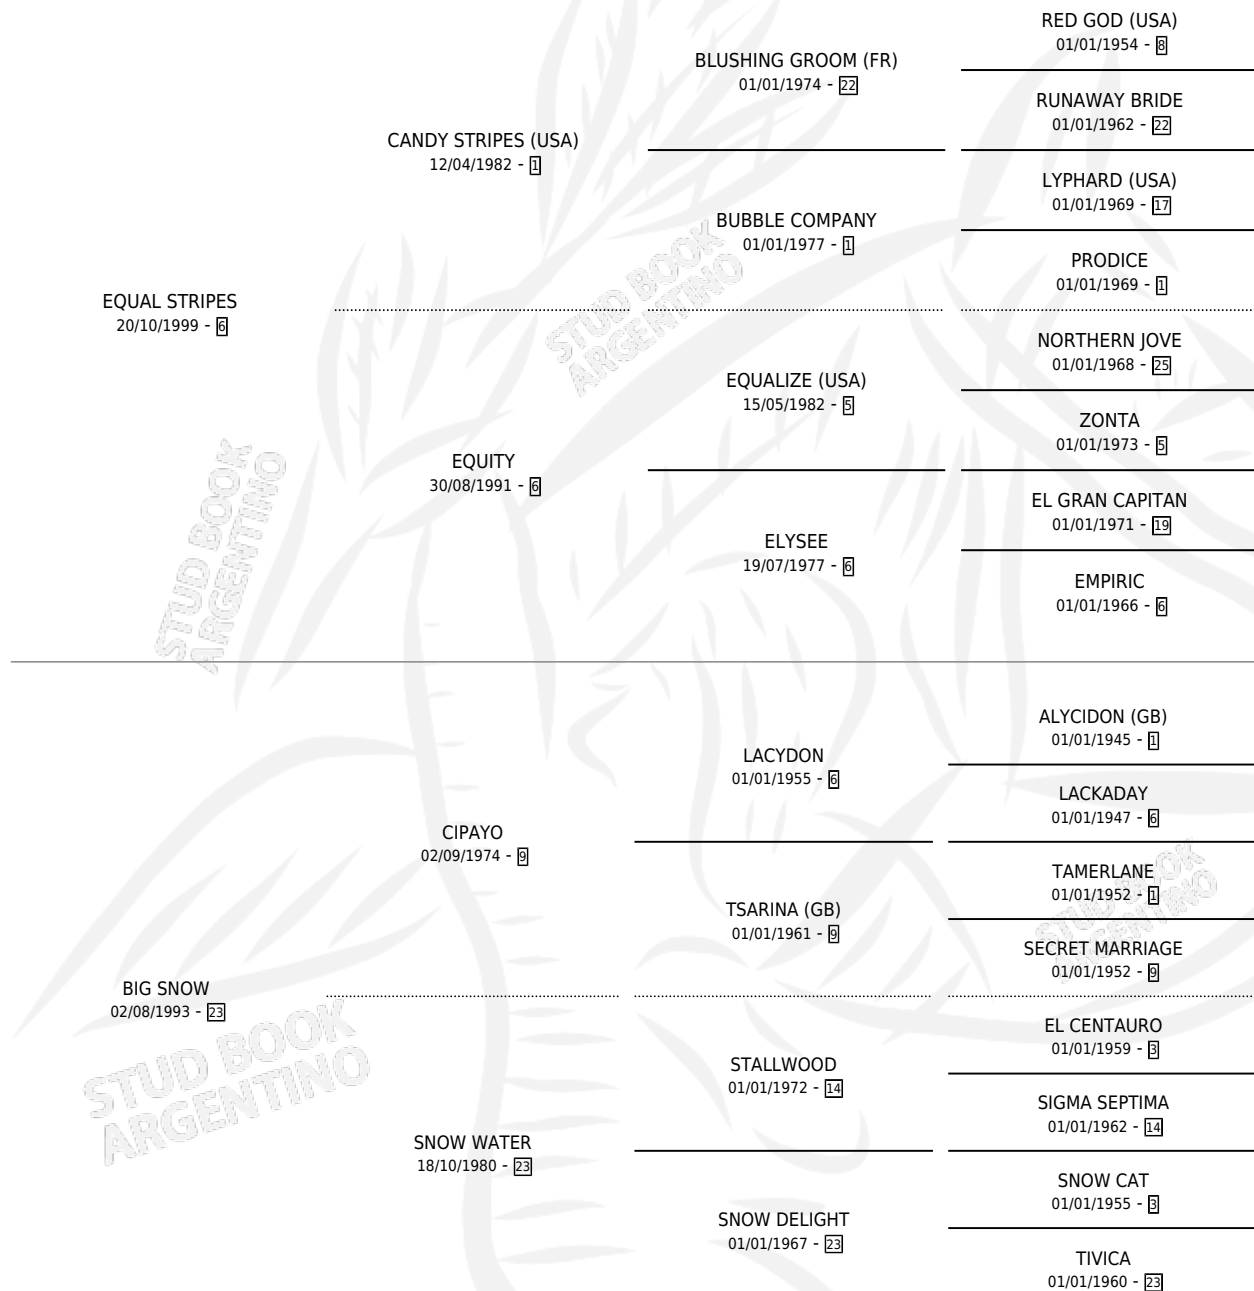 RED GOD (USA)
01/01/1954 - 8
BLUSHING GROOM (FR)
01/01/1974 - 22
RUNAWAY BRIDE
01/01/1962 - 22
CANDY STRIPES (USA)
12/04/1982 - 1
LYPHARD (USA)
01/01/1969 - 17
BUBBLE COMPANY
01/01/1977 - 1
PRODICE
01/01/1969 - 1
EQUAL STRIPES
20/10/1999 - 6
STUD BOOK
ARGENTINO
NORTHERN JOVE
01/01/1968 - 25
EQUALIZE (USA)
15/05/1982 - 5
ZONTA
01/01/1973 - 5
EQUITY
30/08/1991 - 6
EL GRAN CAPITAN
01/01/1971 - 19
ELYSEE
19/07/1977 - 6
EMPIRIC
01/01/1966 - 6
STUD BOOK
ARGENTINO
ALYCIDON (GB)
01/01/1945 - 1
LACYDON
01/01/1955 - 6
LACKADAY
01/01/1947 - 6
CIPAYO
02/09/1974 - 9
TAMERLANE
01/01/1952 - 1
TSARINA (GB)
01/01/1961 - 9
SECRET MARRIAGE
01/01/1952 - 9
STUD BOOK
ARGENTINO
BIG SNOW
02/08/1993 - 23
EL CENTAURO
01/01/1959 - 3
STALLWOOD
01/01/1972 - 14
SIGMA SEPTIMA
01/01/1962 - 14
STUD BOOK
ARGENTINO
SNOW WATER
18/10/1980 - 23
SNOW CAT
01/01/1955 - 3
SNOW DELIGHT
01/01/1967 - 23
TIVICA
01/01/1960 - 23